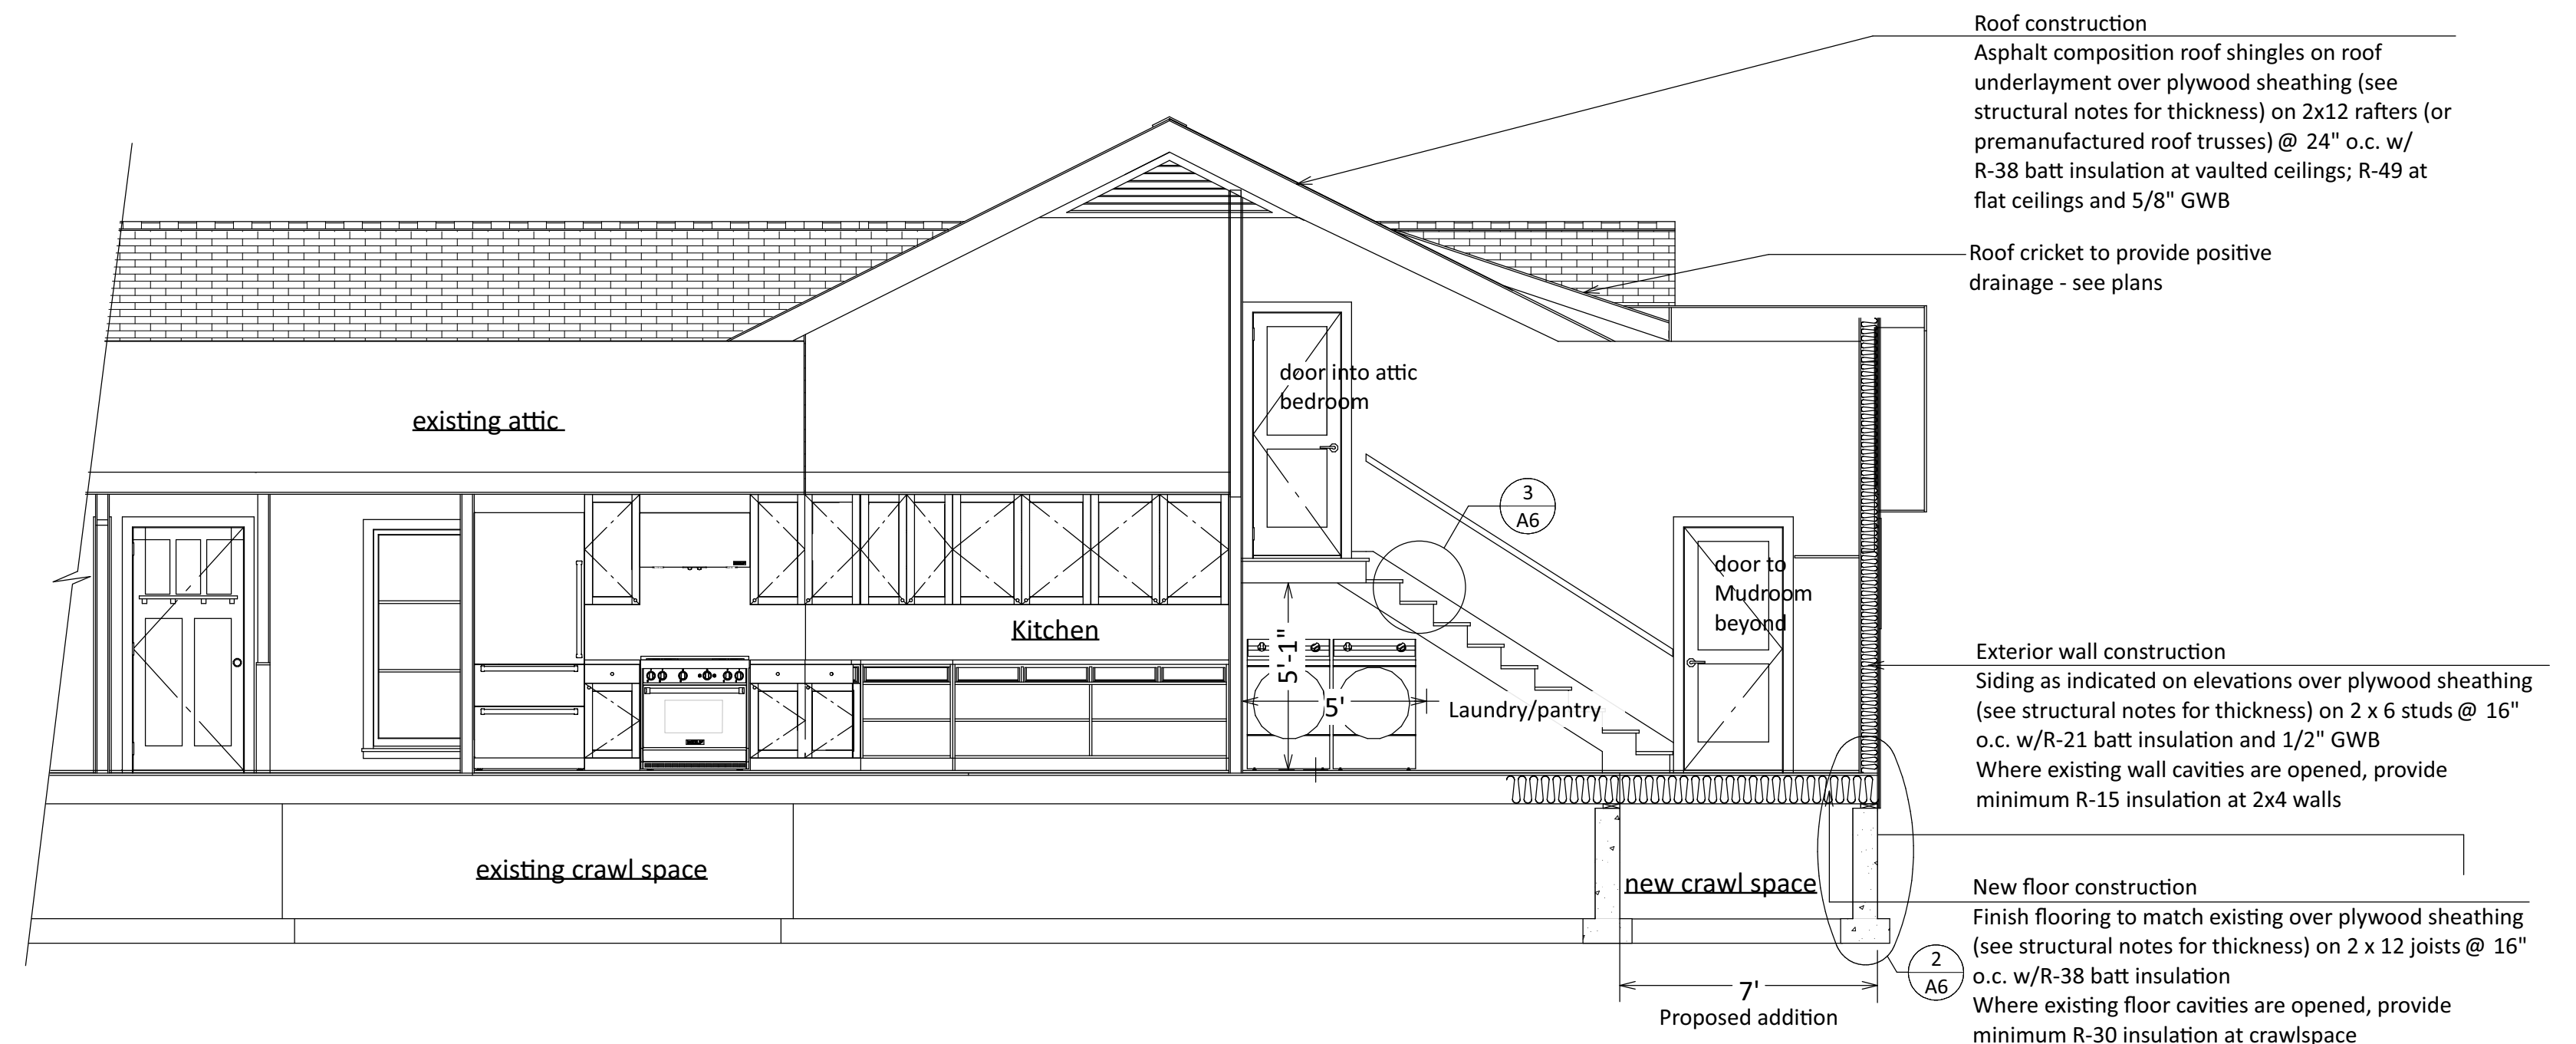 Roof construction
Asphalt composition roof shingles on roof
underlayment over plywood sheathing (see
structural notes for thickness) on 2x12 rafters (or
premanufactured roof trusses) @ 24" o.c. w/
R-38 batt insulation at vaulted ceilings; R-49 at
flat ceilings and 5/8" GWB
Roof cricket to provide positive
drainage - see plans
door into attic
bedroom
existing attic
3
A6
door to
Mudroom
beyond
Kitchen
5'-1"
5'
Laundry/pantry
Exterior wall construction
Siding as indicated on elevations over plywood sheathing
(see structural notes for thickness) on 2 x 6 studs @ 16"
o.c. w/R-21 batt insulation and 1/2" GWB
Where existing wall cavities are opened, provide
minimum R-15 insulation at 2x4 walls
existing crawl space
new crawl space
New floor construction
Finish flooring to match existing over plywood sheathing
(see structural notes for thickness) on 2 x 12 joists @ 16"
o.c. w/R-38 batt insulation
Where existing floor cavities are opened, provide
minimum R-30 insulation at crawlspace
2
A6
7'
Proposed addition